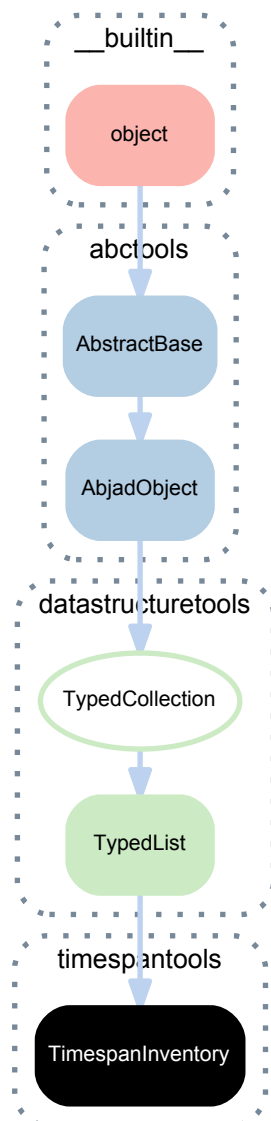 __builtin__
object
abctools
AbstractBase
AbjadObject
datastructuretools
TypedCollection
TypedList
timespantools
TimespanInventory